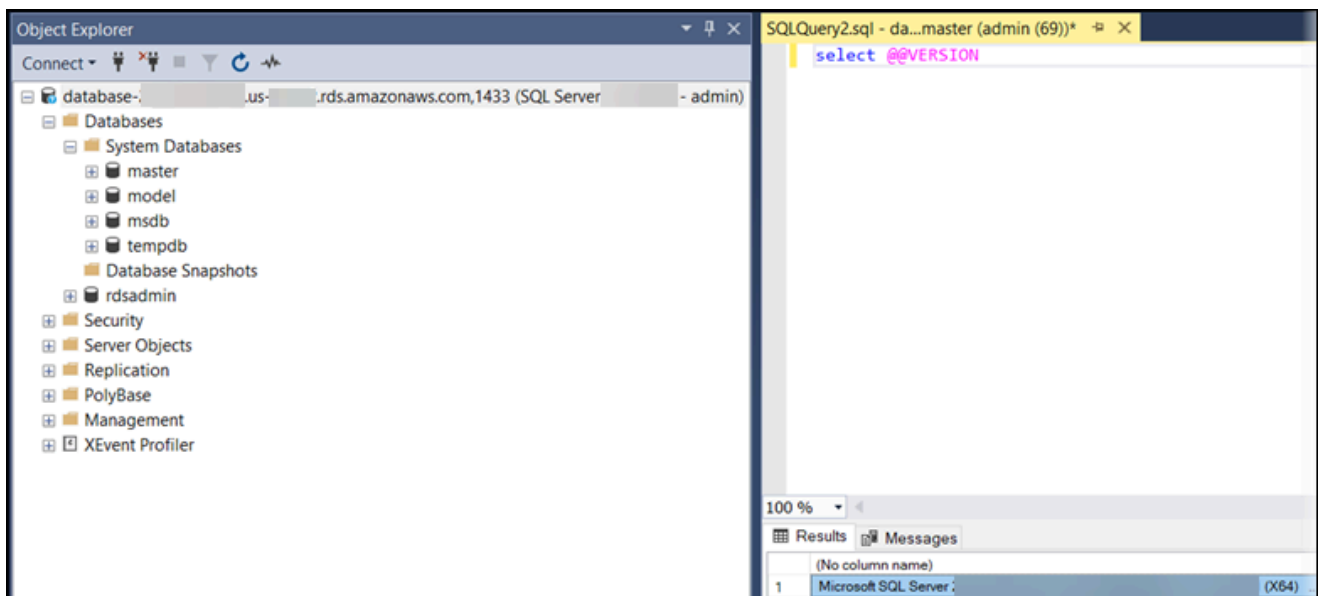 Object Explorer
Connect
database-
.us-
.rds.amazonaws.com,1433 (SQL Server
- admin)
Databases
System Databases
master
model
msdb
tempdb
Database Snapshots
rdsadmin
Security
Server Objects
Replication
PolyBase
Management
XEvent Profiler
SQLQuery2.sql - da...master (admin (69))*
select @@VERSION
100 %
Results
Messages
(No column name)
1 Microsoft SQL Server (X64)